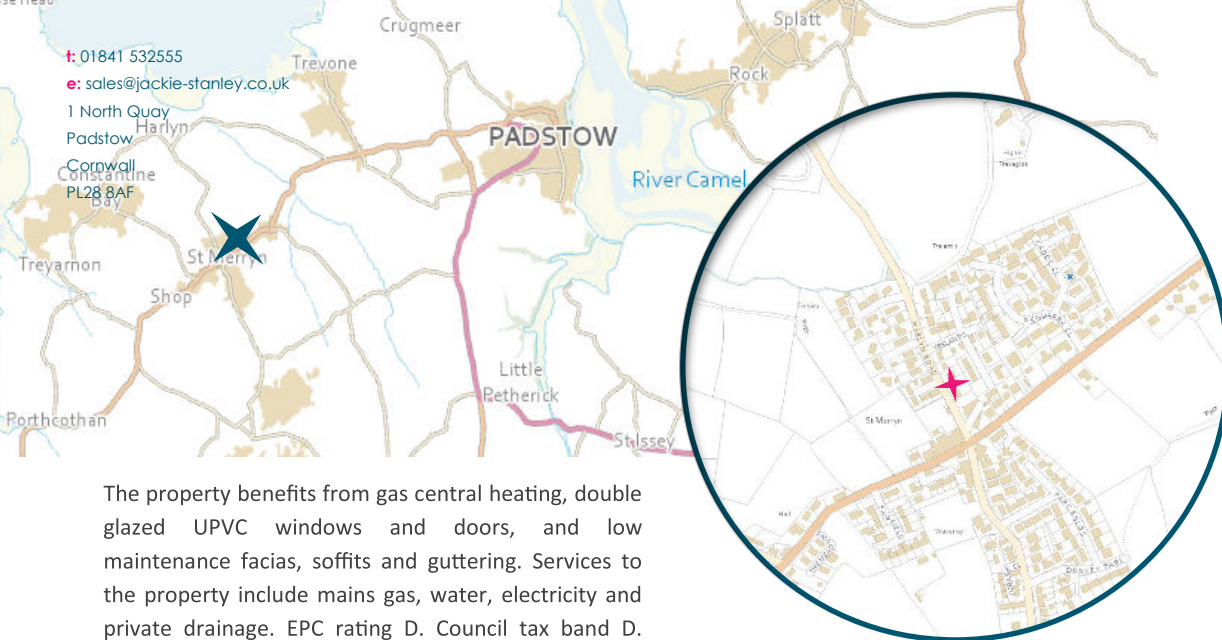 Crugmeer
Splatt
t: 01841 532555
Trevone
e: sales@jackie-stanley.co.uk
Rock
1 North Quay
Harlyn
Padstow
PADSTOW
Cornwall
Constantine
Bay
PL28 8AF
River Camel
St Merryn
Treyarnon
Shop
Little
Petherick
Porthcothan
St Issey
St Merryn
The property benefits from gas central heating, double
glazed UPVC windows and doors, and low
maintenance facias, soffits and guttering. Services to
the property include mains gas, water, electricity and
private drainage. EPC rating D. Council tax band D.